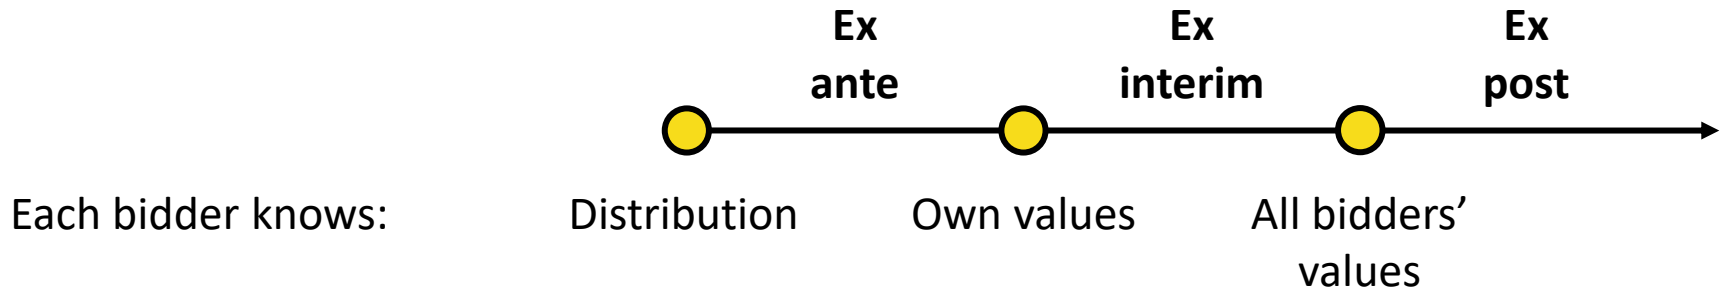 Ex
ante
Ex
interim
Ex
post
Each bidder knows:
Distribution
Own values
All bidders’
values